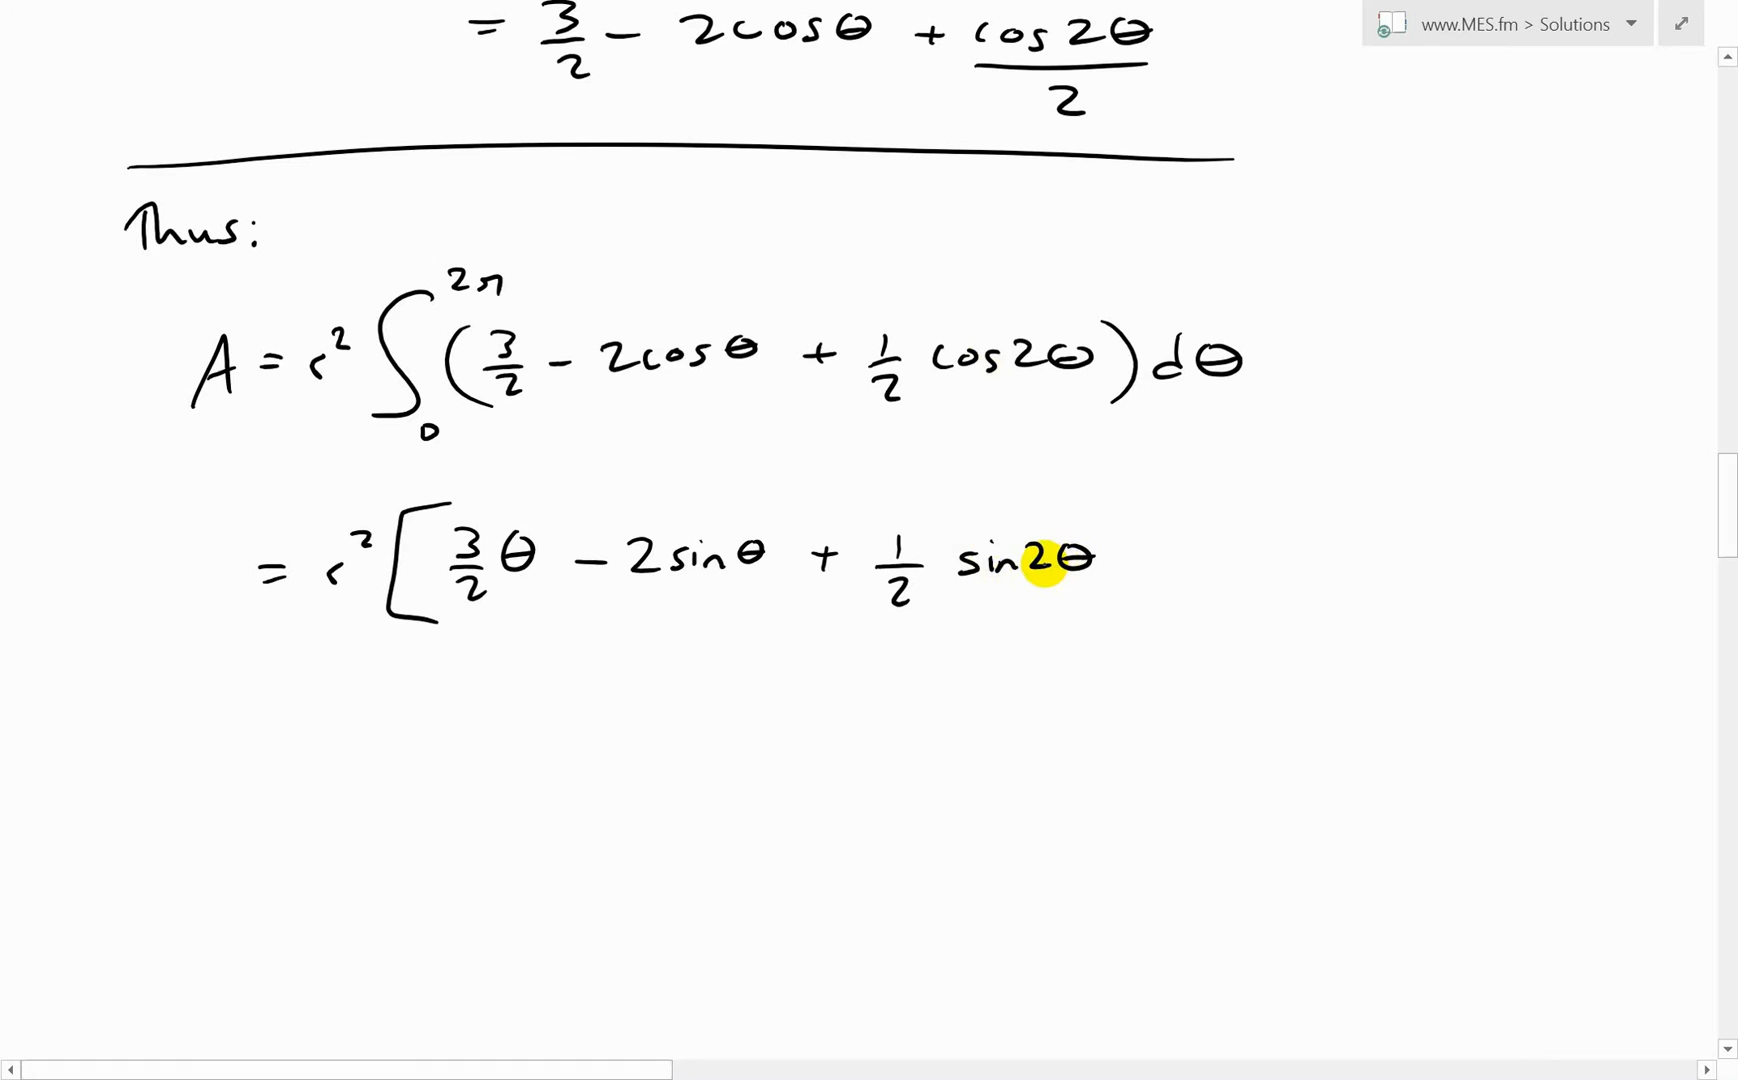 = 3/2 - 2cosθ + cos2θ/2
www.MES.fm > Solutions
Thus:
A = r² ∫₀^2π (3/2 - 2cosθ + 1/2 cos2θ) dθ
= r² [ 3/2 θ - 2sinθ + 1/2 sin2θ